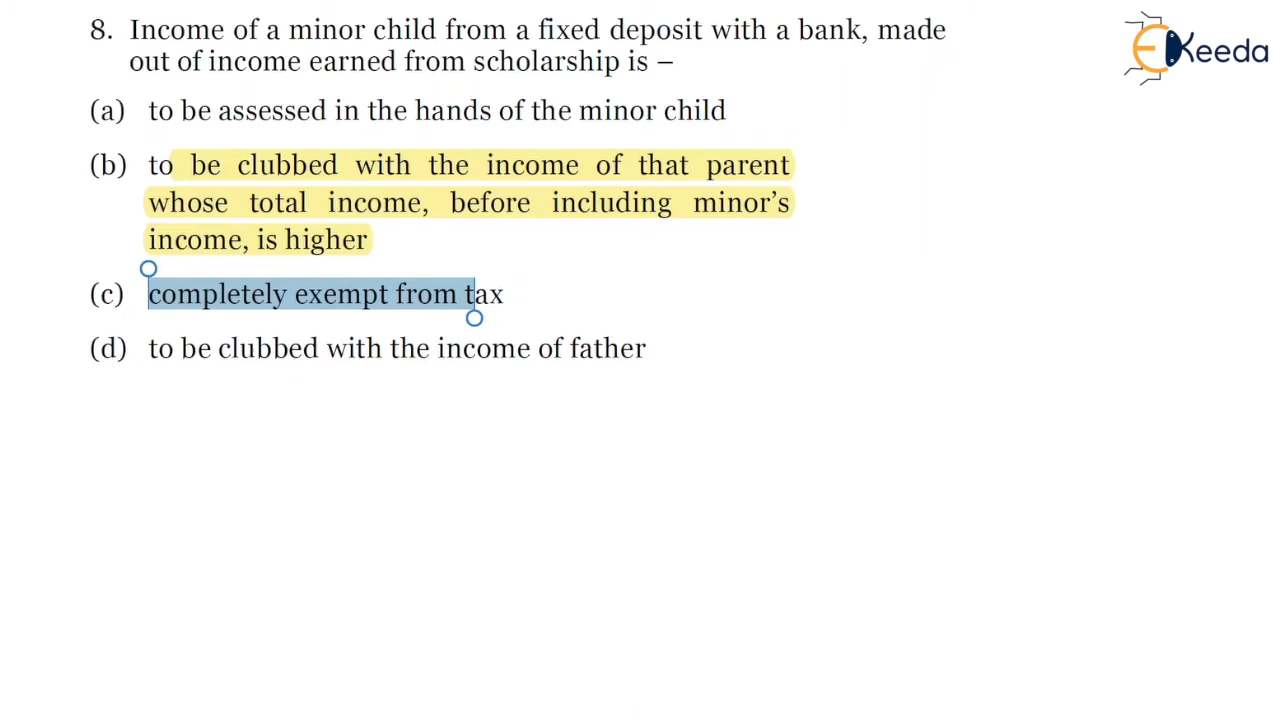 8. Income of a minor child from a fixed deposit with a bank, made
out of income earned from scholarship is –
(a) to be assessed in the hands of the minor child
(b) to be clubbed with the income of that parent
whose total income, before including minor's
income, is higher
(c) completely exempt from tax
(d) to be clubbed with the income of father
EKeeda